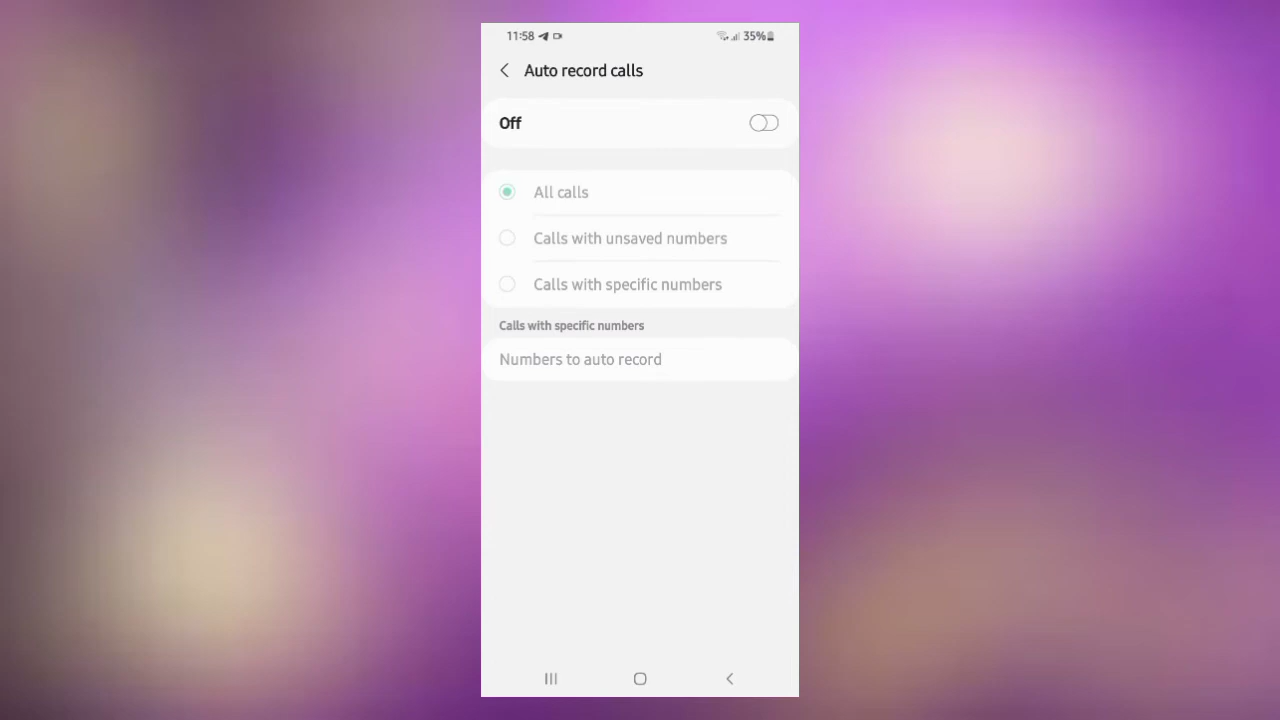 11:58 35%
Auto record calls
Off
All calls
Calls with unsaved numbers
Calls with specific numbers
Calls with specific numbers
Numbers to auto record